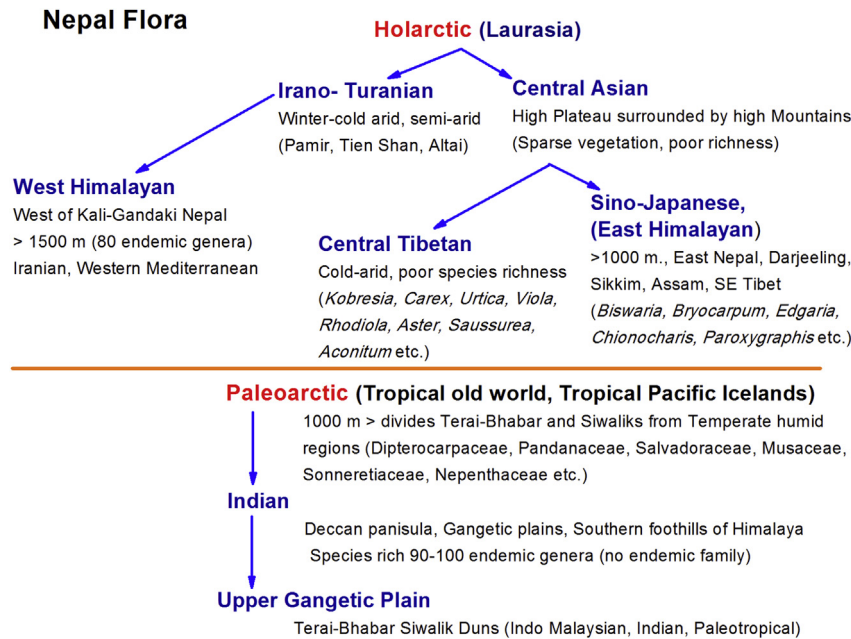 Nepal Flora
Holarctic (Laurasia)
Irano- Turanian
Winter-cold arid, semi-arid
(Pamir, Tien Shan, Altai)
Central Asian
High Plateau surrounded by high Mountains
(Sparse vegetation, poor richness)
West Himalayan
West of Kali-Gandaki Nepal
> 1500 m (80 endemic genera)
Iranian, Western Mediterranean
Central Tibetan
Cold-arid, poor species richness
(Kobresia, Carex, Urtica, Viola,
Rhodiola, Aster, Saussurea,
Aconitum etc.)
Sino-Japanese,
(East Himalayan)
>1000 m., East Nepal, Darjeeling,
Sikkim, Assam, SE Tibet
(Biswaria, Bryocarpum, Edgaria,
Chionocharis, Paroxygraphis etc.)
Paleoarctic (Tropical old world, Tropical Pacific Icelands)
1000 m > divides Terai-Bhabar and Siwaliks from Temperate humid
regions (Dipterocarpaceae, Pandanaceae, Salvadoraceae, Musaceae,
Sonneretiaceae, Nepenthaceae etc.)
Indian
Deccan panisula, Gangetic plains, Southern foothills of Himalaya
Species rich 90-100 endemic genera (no endemic family)
Upper Gangetic Plain
Terai-Bhabar Siwalik Duns (Indo Malaysian, Indian, Paleotropical)